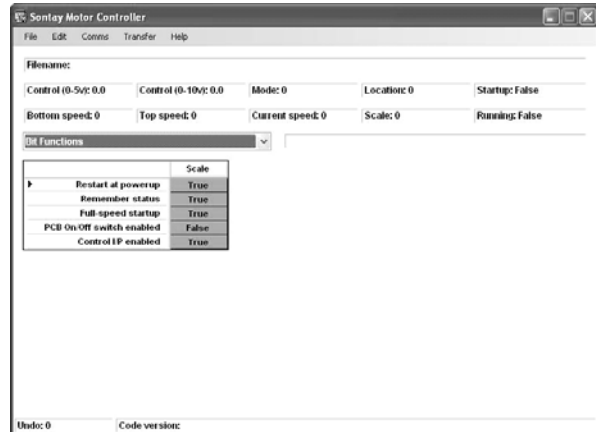 Sontay Motor Controller
File Edit Comms Transfer Help
Filename:
Control (0-5v): 0.0 Control (0-10v): 0.0 Mode: 0 Location: 0 Startup: False
Bottom speed: 0 Top speed: 0 Current speed: 0 Scale: 0 Running: False
Bit Functions
Scale
Restart at powerup True
Remember status True
Full-speed startup True
PCB On/Off switch enabled False
Control I/P enabled True
Undo: 0 Code version: